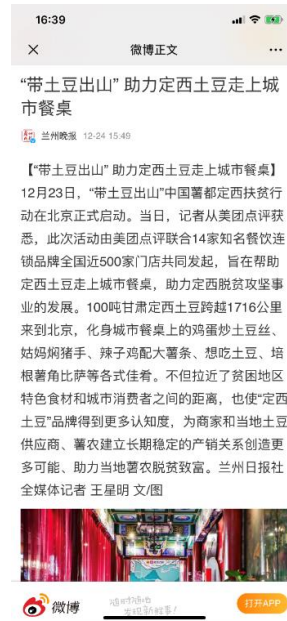 16:39
微博正文
“带土豆出山” 助力定西土豆走上城
市餐桌
兰州晚报 12-24 15:49
【“带土豆出山” 助力定西土豆走上城市餐桌】
12月23日，“带土豆出山”中国薯都定西扶贫行
动在北京正式启动。当日，记者从美团点评获
悉，此次活动由美团点评联合14家知名餐饮连
锁品牌全国近500家门店共同发起，旨在帮助
定西土豆走上城市餐桌，助力定西脱贫攻坚事
业的发展。100吨甘肃定西土豆跨越1716公里
来到北京，化身城市餐桌上的鸡蛋炒土豆丝、
姑妈焖猪手、辣子鸡配大薯条、想吃土豆、培
根薯角比萨等各式佳肴。不但拉近了贫困地区
特色食材和城市消费者之间的距离，也使“定西
土豆”品牌得到更多认知度，为商家和当地土豆
供应商、薯农建立长期稳定的产销关系创造更
多可能、助力当地薯农脱贫致富。兰州日报社
全媒体记者 王星明 文/图
微博
随时随地
发现新鲜事！
打开APP